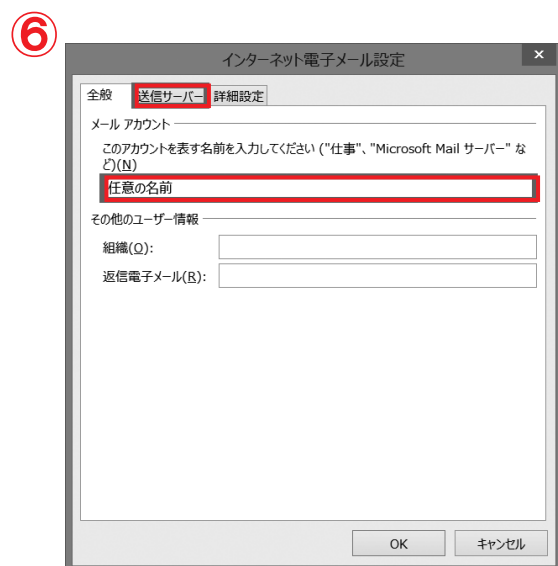 ⑥
インターネット電子メール設定
×
全般 送信サーバー 詳細設定
メール アカウント
このアカウントを表す名前を入力してください ("仕事"、"Microsoft Mail サーバー" な
ど)(N)
任意の名前
その他のユーザー情報
組織(O):
返信電子メール(R):
OK キャンセル